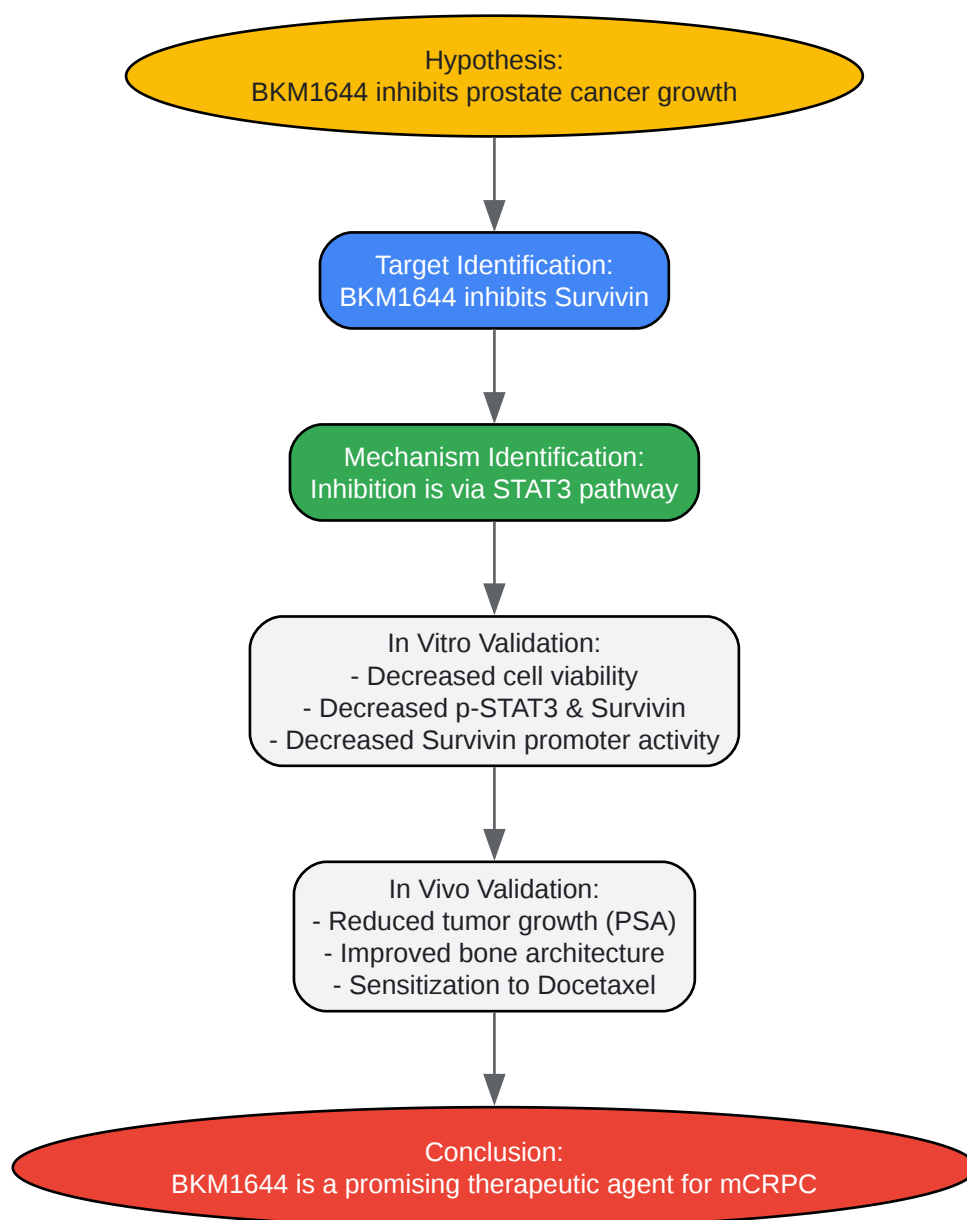 Hypothesis:
BKM1644 inhibits prostate cancer growth
Target Identification:
BKM1644 inhibits Survivin
Mechanism Identification:
Inhibition is via STAT3 pathway
In Vitro Validation:
- Decreased cell viability
- Decreased p-STAT3 & Survivin
- Decreased Survivin promoter activity
In Vivo Validation:
- Reduced tumor growth (PSA)
- Improved bone architecture
- Sensitization to Docetaxel
Conclusion:
BKM1644 is a promising therapeutic agent for mCRPC